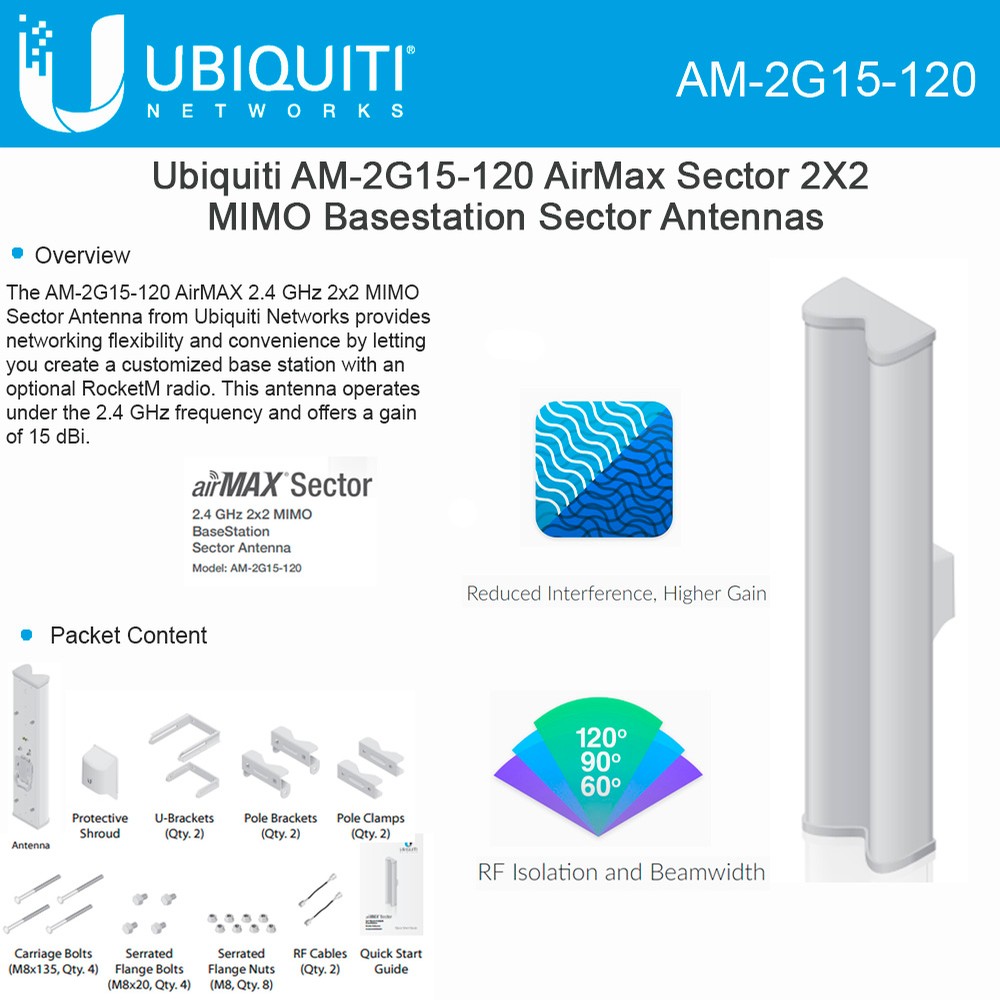 UBIQUITI®
NETWORKS
AM-2G15-120
Ubiquiti AM-2G15-120 AirMax Sector 2X2
MIMO Basestation Sector Antennas
Overview
The AM-2G15-120 AirMAX 2.4 GHz 2x2 MIMO
Sector Antenna from Ubiquiti Networks provides
networking flexibility and convenience by letting
you create a customized base station with an
optional RocketM radio. This antenna operates
under the 2.4 GHz frequency and offers a gain
of 15 dBi.
airMAX® Sector
2.4 GHz 2x2 MIMO
BaseStation
Sector Antenna
Model: AM-2G15-120
Reduced Interference, Higher Gain
Packet Content
Antenna
Protective
Shroud
U-Brackets
(Qty. 2)
Pole Brackets
(Qty. 2)
Pole Clamps
(Qty. 2)
120°
90°
60°
RF Isolation and Beamwidth
UBIQUITI
airMAX Sector
Carriage Bolts
(M8x135, Qty. 4)
Serrated
Flange Bolts
(M8x20, Qty. 4)
Serrated
Flange Nuts
(M8, Qty. 8)
RF Cables
(Qty. 2)
Quick Start
Guide